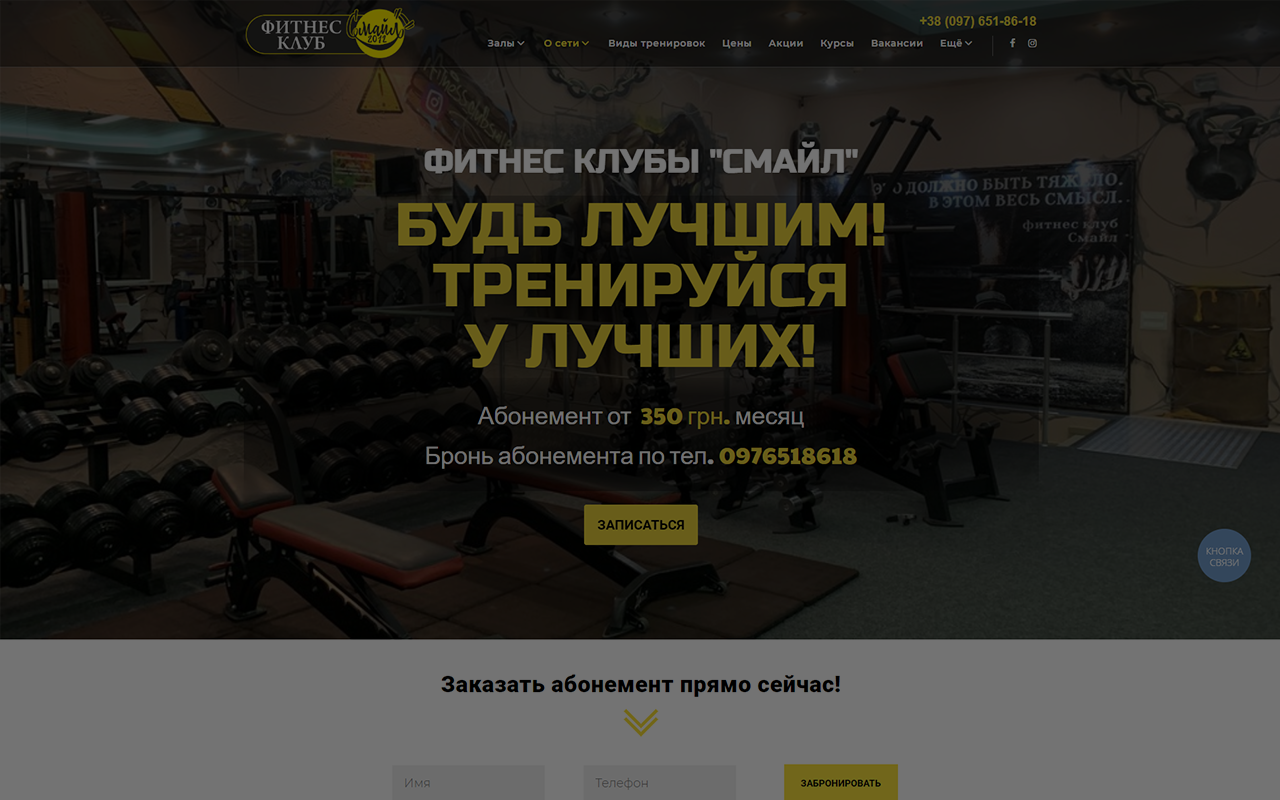 ФИТНЕС
КЛУБ
Смайл
2012
+38 (097) 651-86-18
Залы
О сети
Виды тренировок
Цены
Акции
Курсы
Вакансии
Ещё
ФИТНЕС КЛУБЫ "СМАЙЛ"
БУДЬ ЛУЧШИМ!
ТРЕНИРУЙСЯ
У ЛУЧШИХ!
Абонемент от 350 грн. месяц
Бронь абонемента по тел. 0976518618
ЗАПИСАТЬСЯ
ДОЛЖНО БЫТЬ ТЯЖЕЛО.
В ЭТОМ ВЕСЬ СМЫСЛ.
фитнес клуб
Смайл
КНОПКА
СВЯЗИ
Заказать абонемент прямо сейчас!
Имя
Телефон
ЗАБРОНИРОВАТЬ